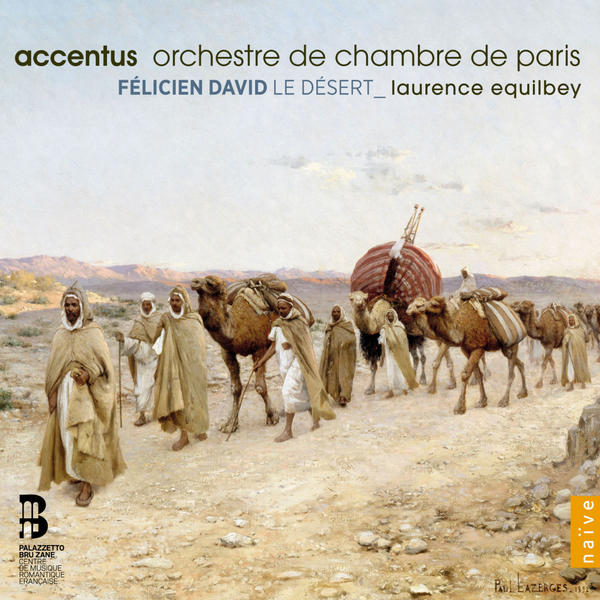 accentus orchestre de chambre de paris
FÉLICIEN DAVID LE DÉSERT_ laurence equilbey
PALAZZETTO
BRU ZANE
CENTRE
DE MUSIQUE
ROMANTIQUE
FRANÇAISE
naïve
PAUL LAZERGES.